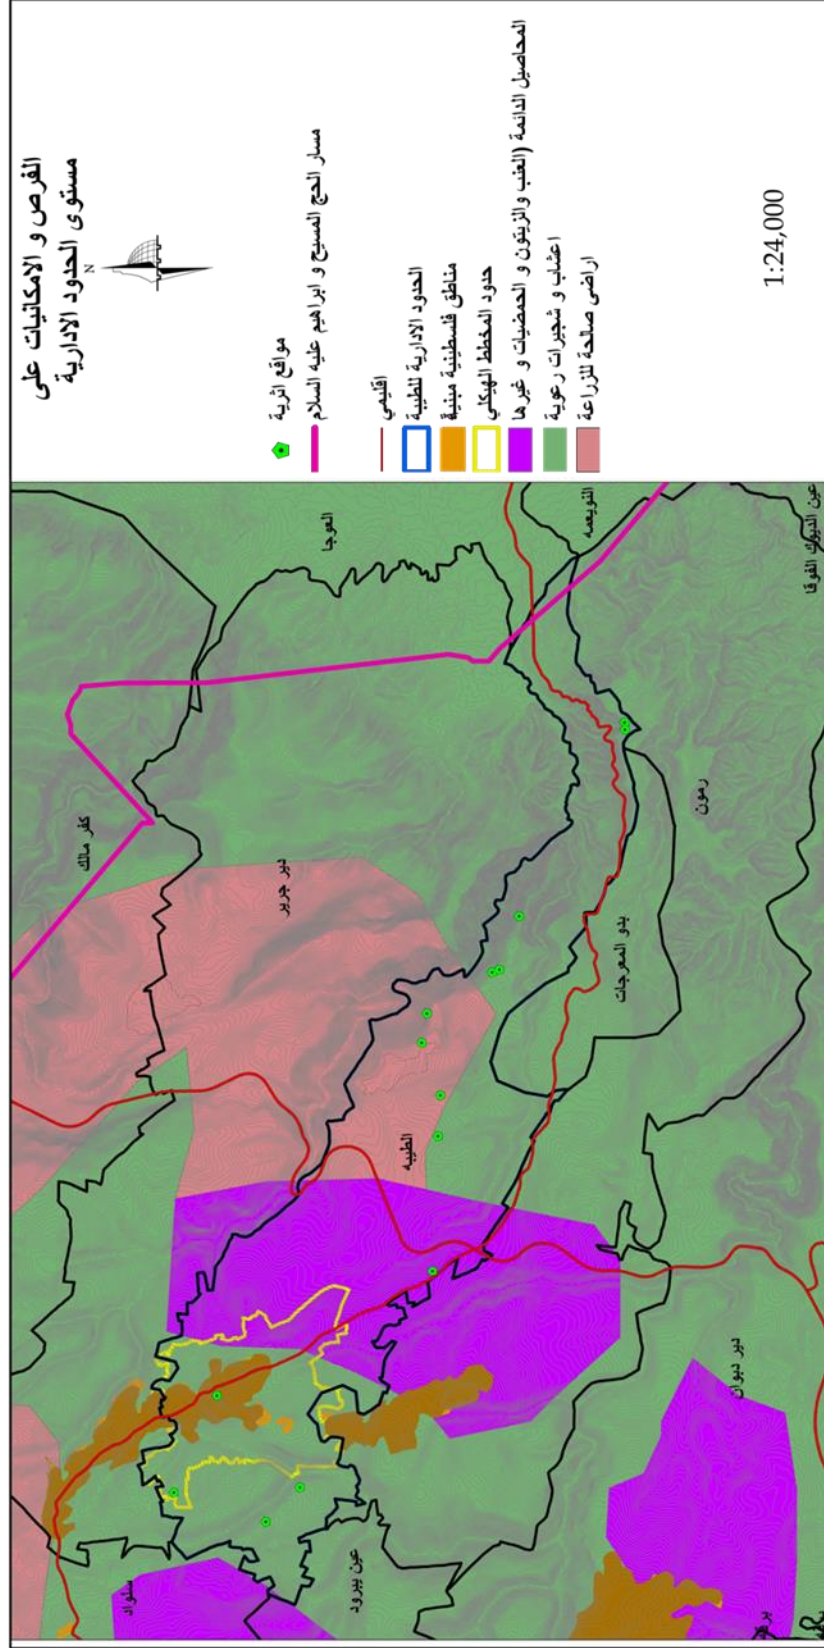 الفرص و الامكانيات على
مستوى الحدود الادارية
N
مواقع اثرية
مسار الحج المسيح و ابراهيم عليه السلام
اقليمي
الحدود الادارية للطيبة
مناطق فلسطينية مبنية
حدود المخطط الهيكلي
المحاصيل الدائمة (العنب والزيتون و الحمضيات و غيرها
اعشاب و شجيرات رعوية
اراضي صالحة للزراعة
1:24,000
كفر مالك
العوجا
دير جرير
النويعمه
عين الديوك الفوقا
رمون
بدو المعرجات
الطيبه
سلواد
عين يبرود
دير دبوان